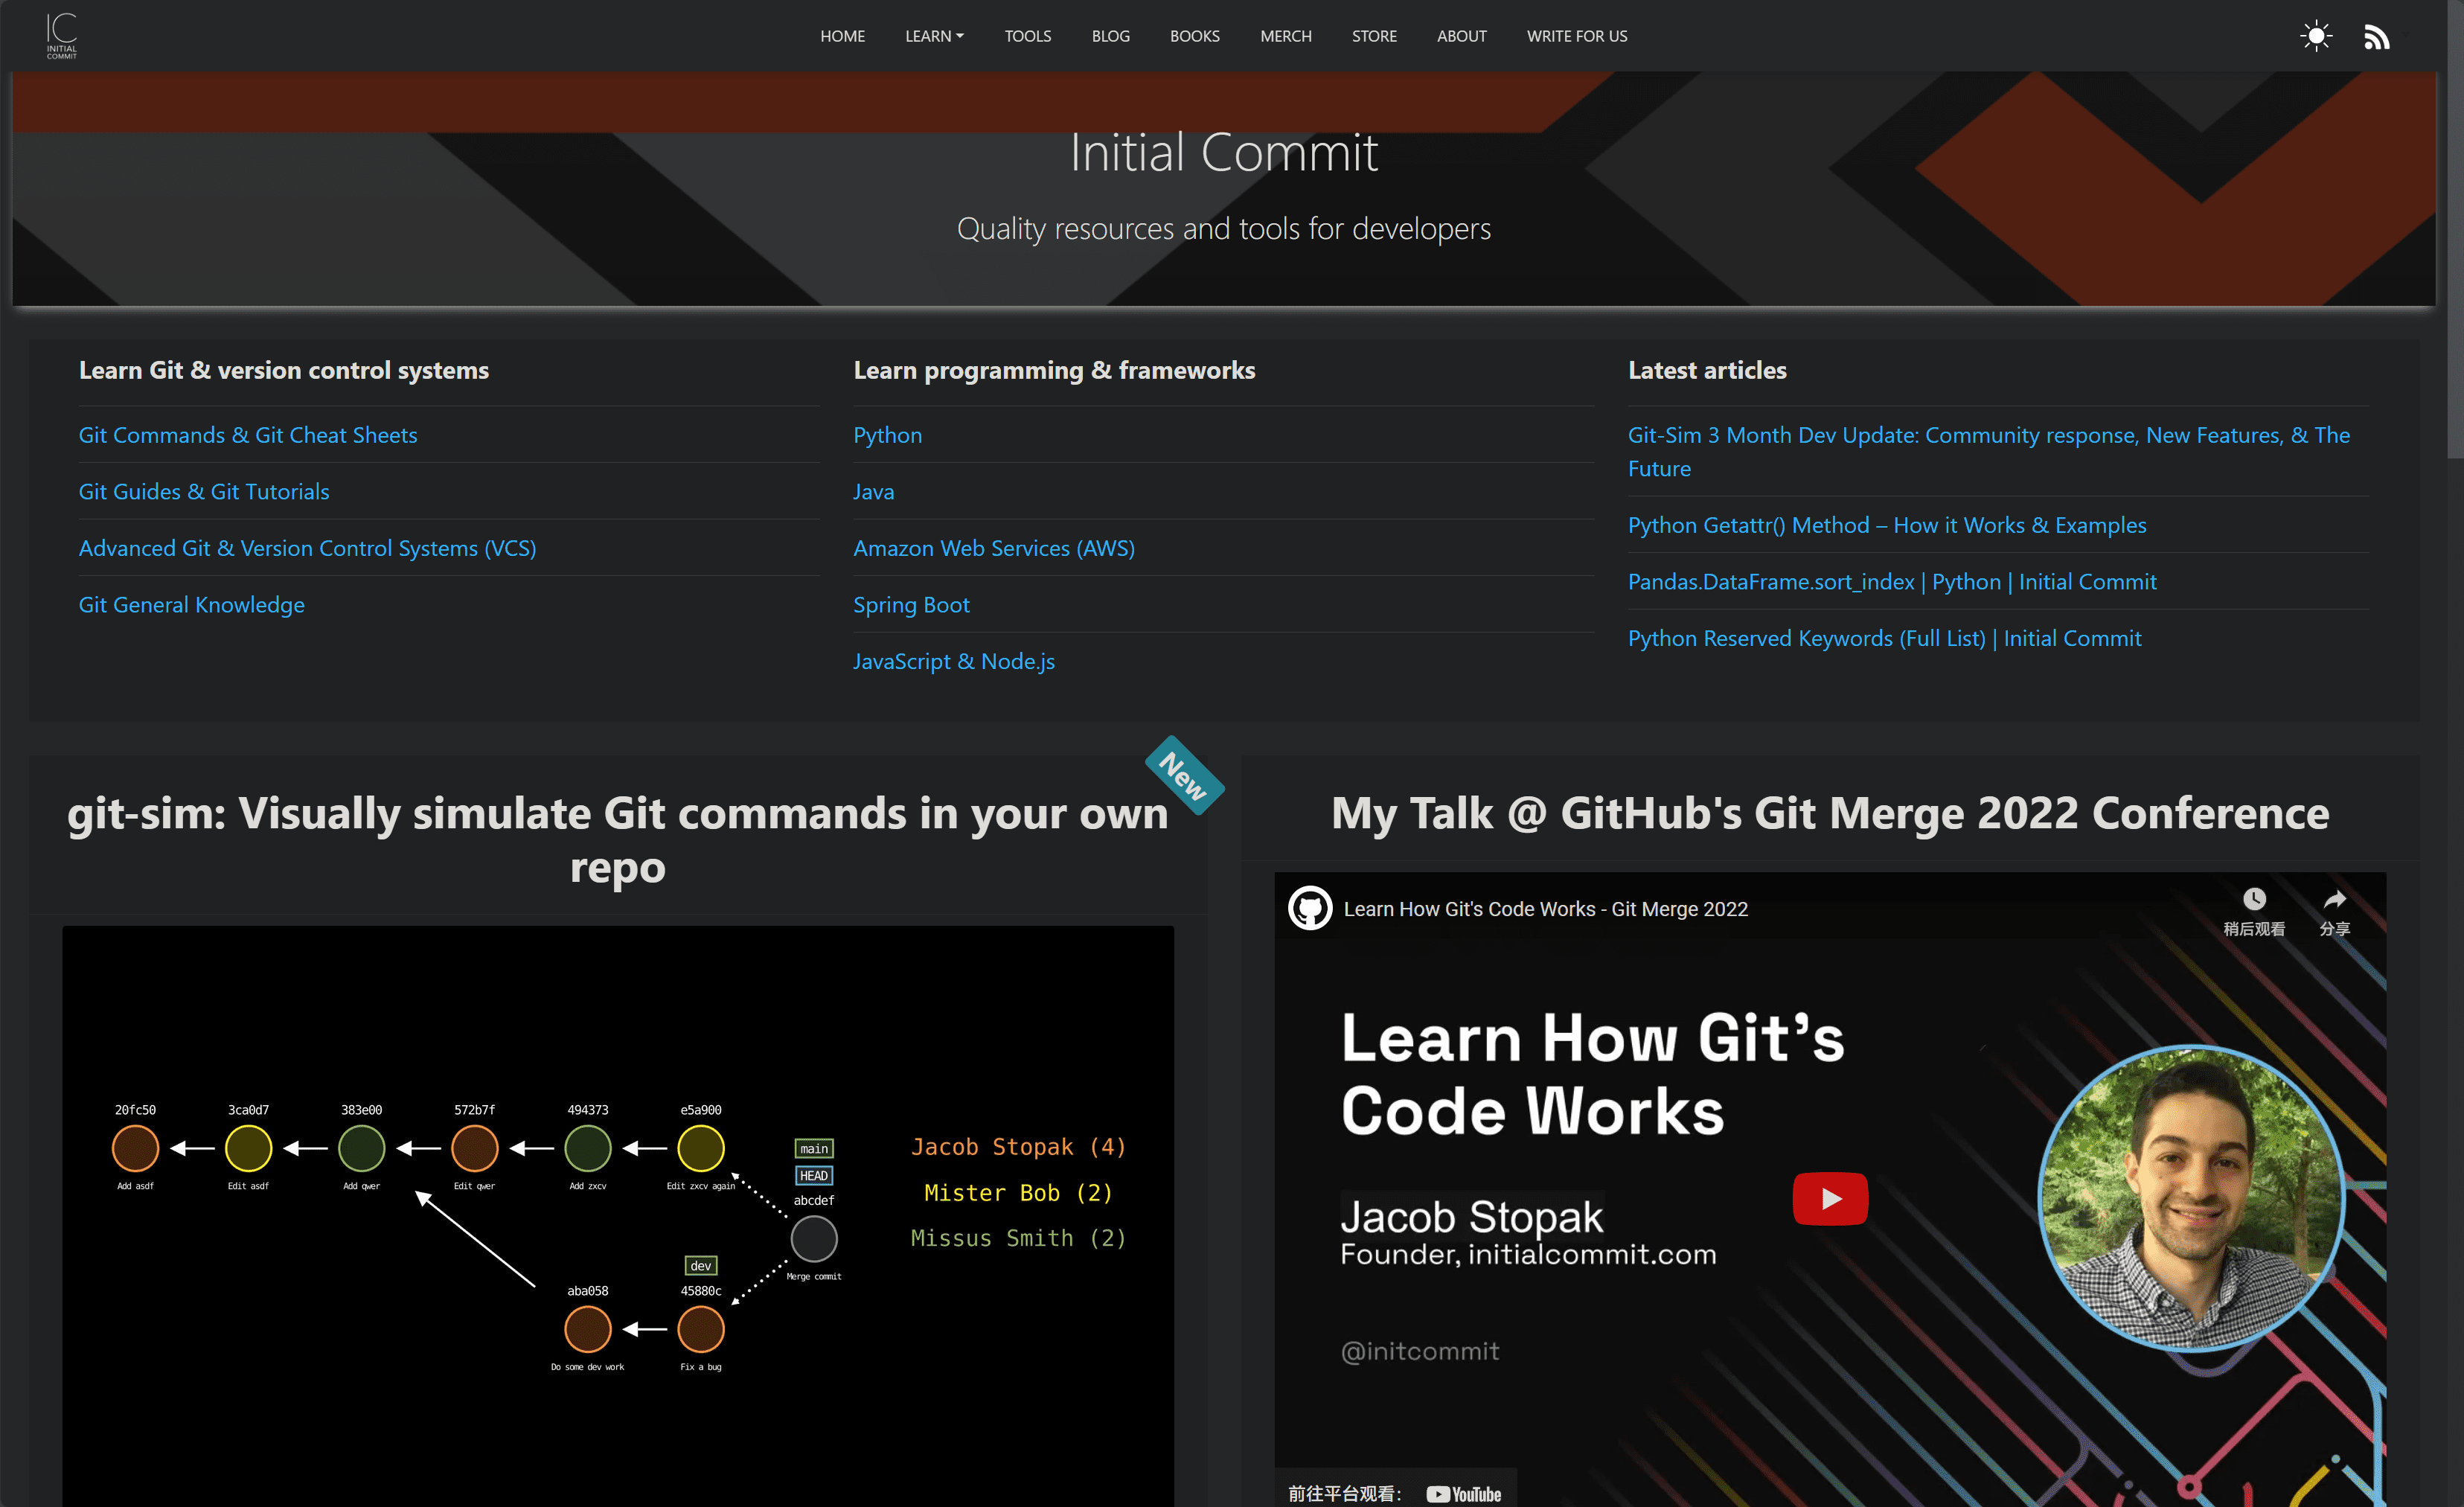 IC
INITIAL
COMMIT
HOME LEARN TOOLS BLOG BOOKS MERCH STORE ABOUT WRITE FOR US
Initial Commit
Quality resources and tools for developers
Learn Git & version control systems
Git Commands & Git Cheat Sheets
Git Guides & Git Tutorials
Advanced Git & Version Control Systems (VCS)
Git General Knowledge
Learn programming & frameworks
Python
Java
Amazon Web Services (AWS)
Spring Boot
JavaScript & Node.js
Latest articles
Git-Sim 3 Month Dev Update: Community response, New Features, & The
Future
Python Getattr() Method – How it Works & Examples
Pandas.DataFrame.sort_index | Python | Initial Commit
Python Reserved Keywords (Full List) | Initial Commit
New
git-sim: Visually simulate Git commands in your own
repo
20fc50 3ca0d7 383e00 572b7f 494373 e5a900
Add asdf Edit asdf Add qwer Edit qwer Add zxcv Edit zxcv again
main
HEAD
abcdef
Merge commit
dev
aba058 45880c
Do some dev work Fix a bug
Jacob Stopak (4)
Mister Bob (2)
Missus Smith (2)
My Talk @ GitHub's Git Merge 2022 Conference
Learn How Git's Code Works - Git Merge 2022
稍后观看 分享
Learn How Git's
Code Works
Jacob Stopak
Founder, initialcommit.com
@initcommit
前往平台观看： YouTube